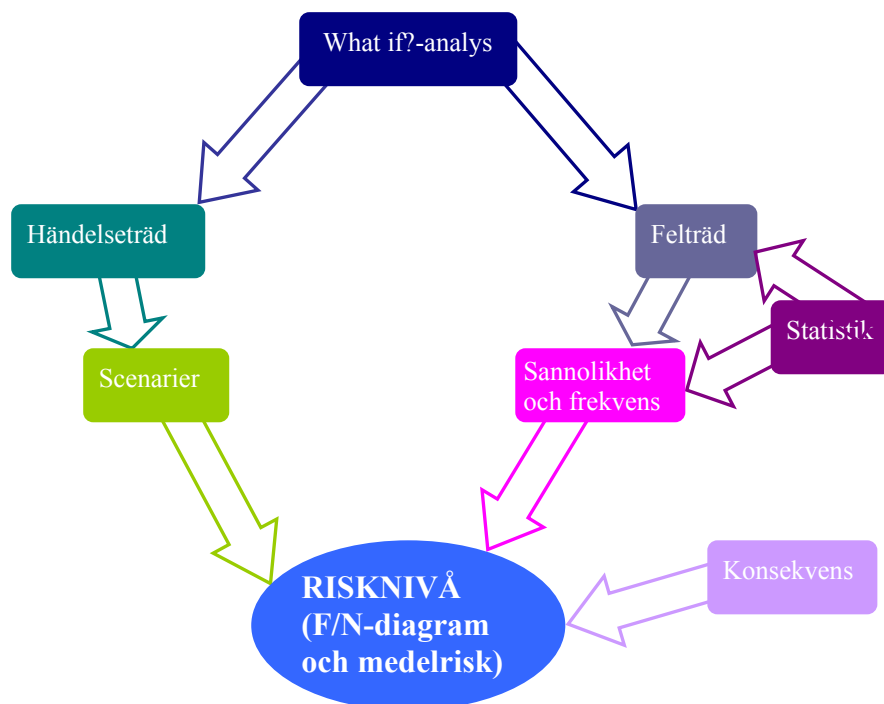 What if?-analys
Händelseträd
Felträd
Statistik
Scenarier
Sannolikhet
och frekvens
RISKNIVÅ
(F/N-diagram
och medelrisk)
Konsekvens